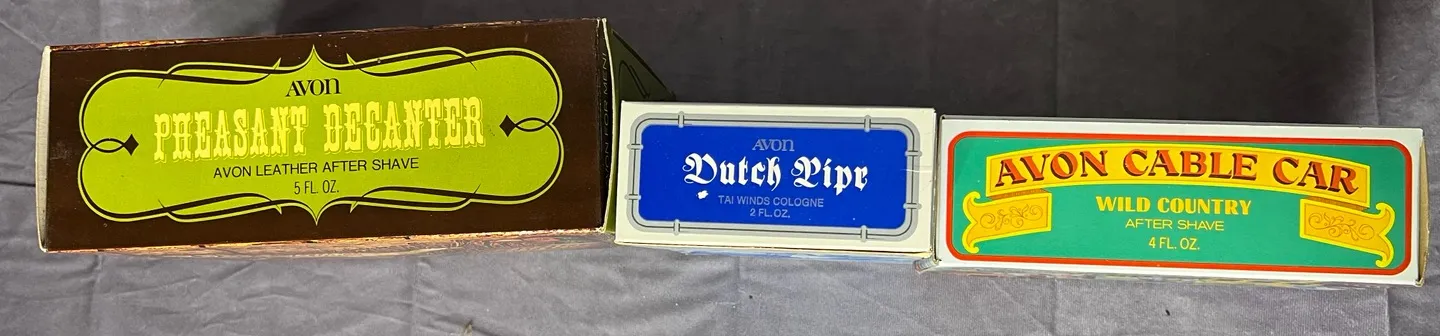 AVON
PHEASANT DECANTER
AVON LEATHER AFTER SHAVE
5 FL. OZ.
AVON
Dutch Pipe
TAI WINDS COLOGNE
2 FL. OZ.
AVON CABLE CAR
WILD COUNTRY
AFTER SHAVE
4 FL. OZ.